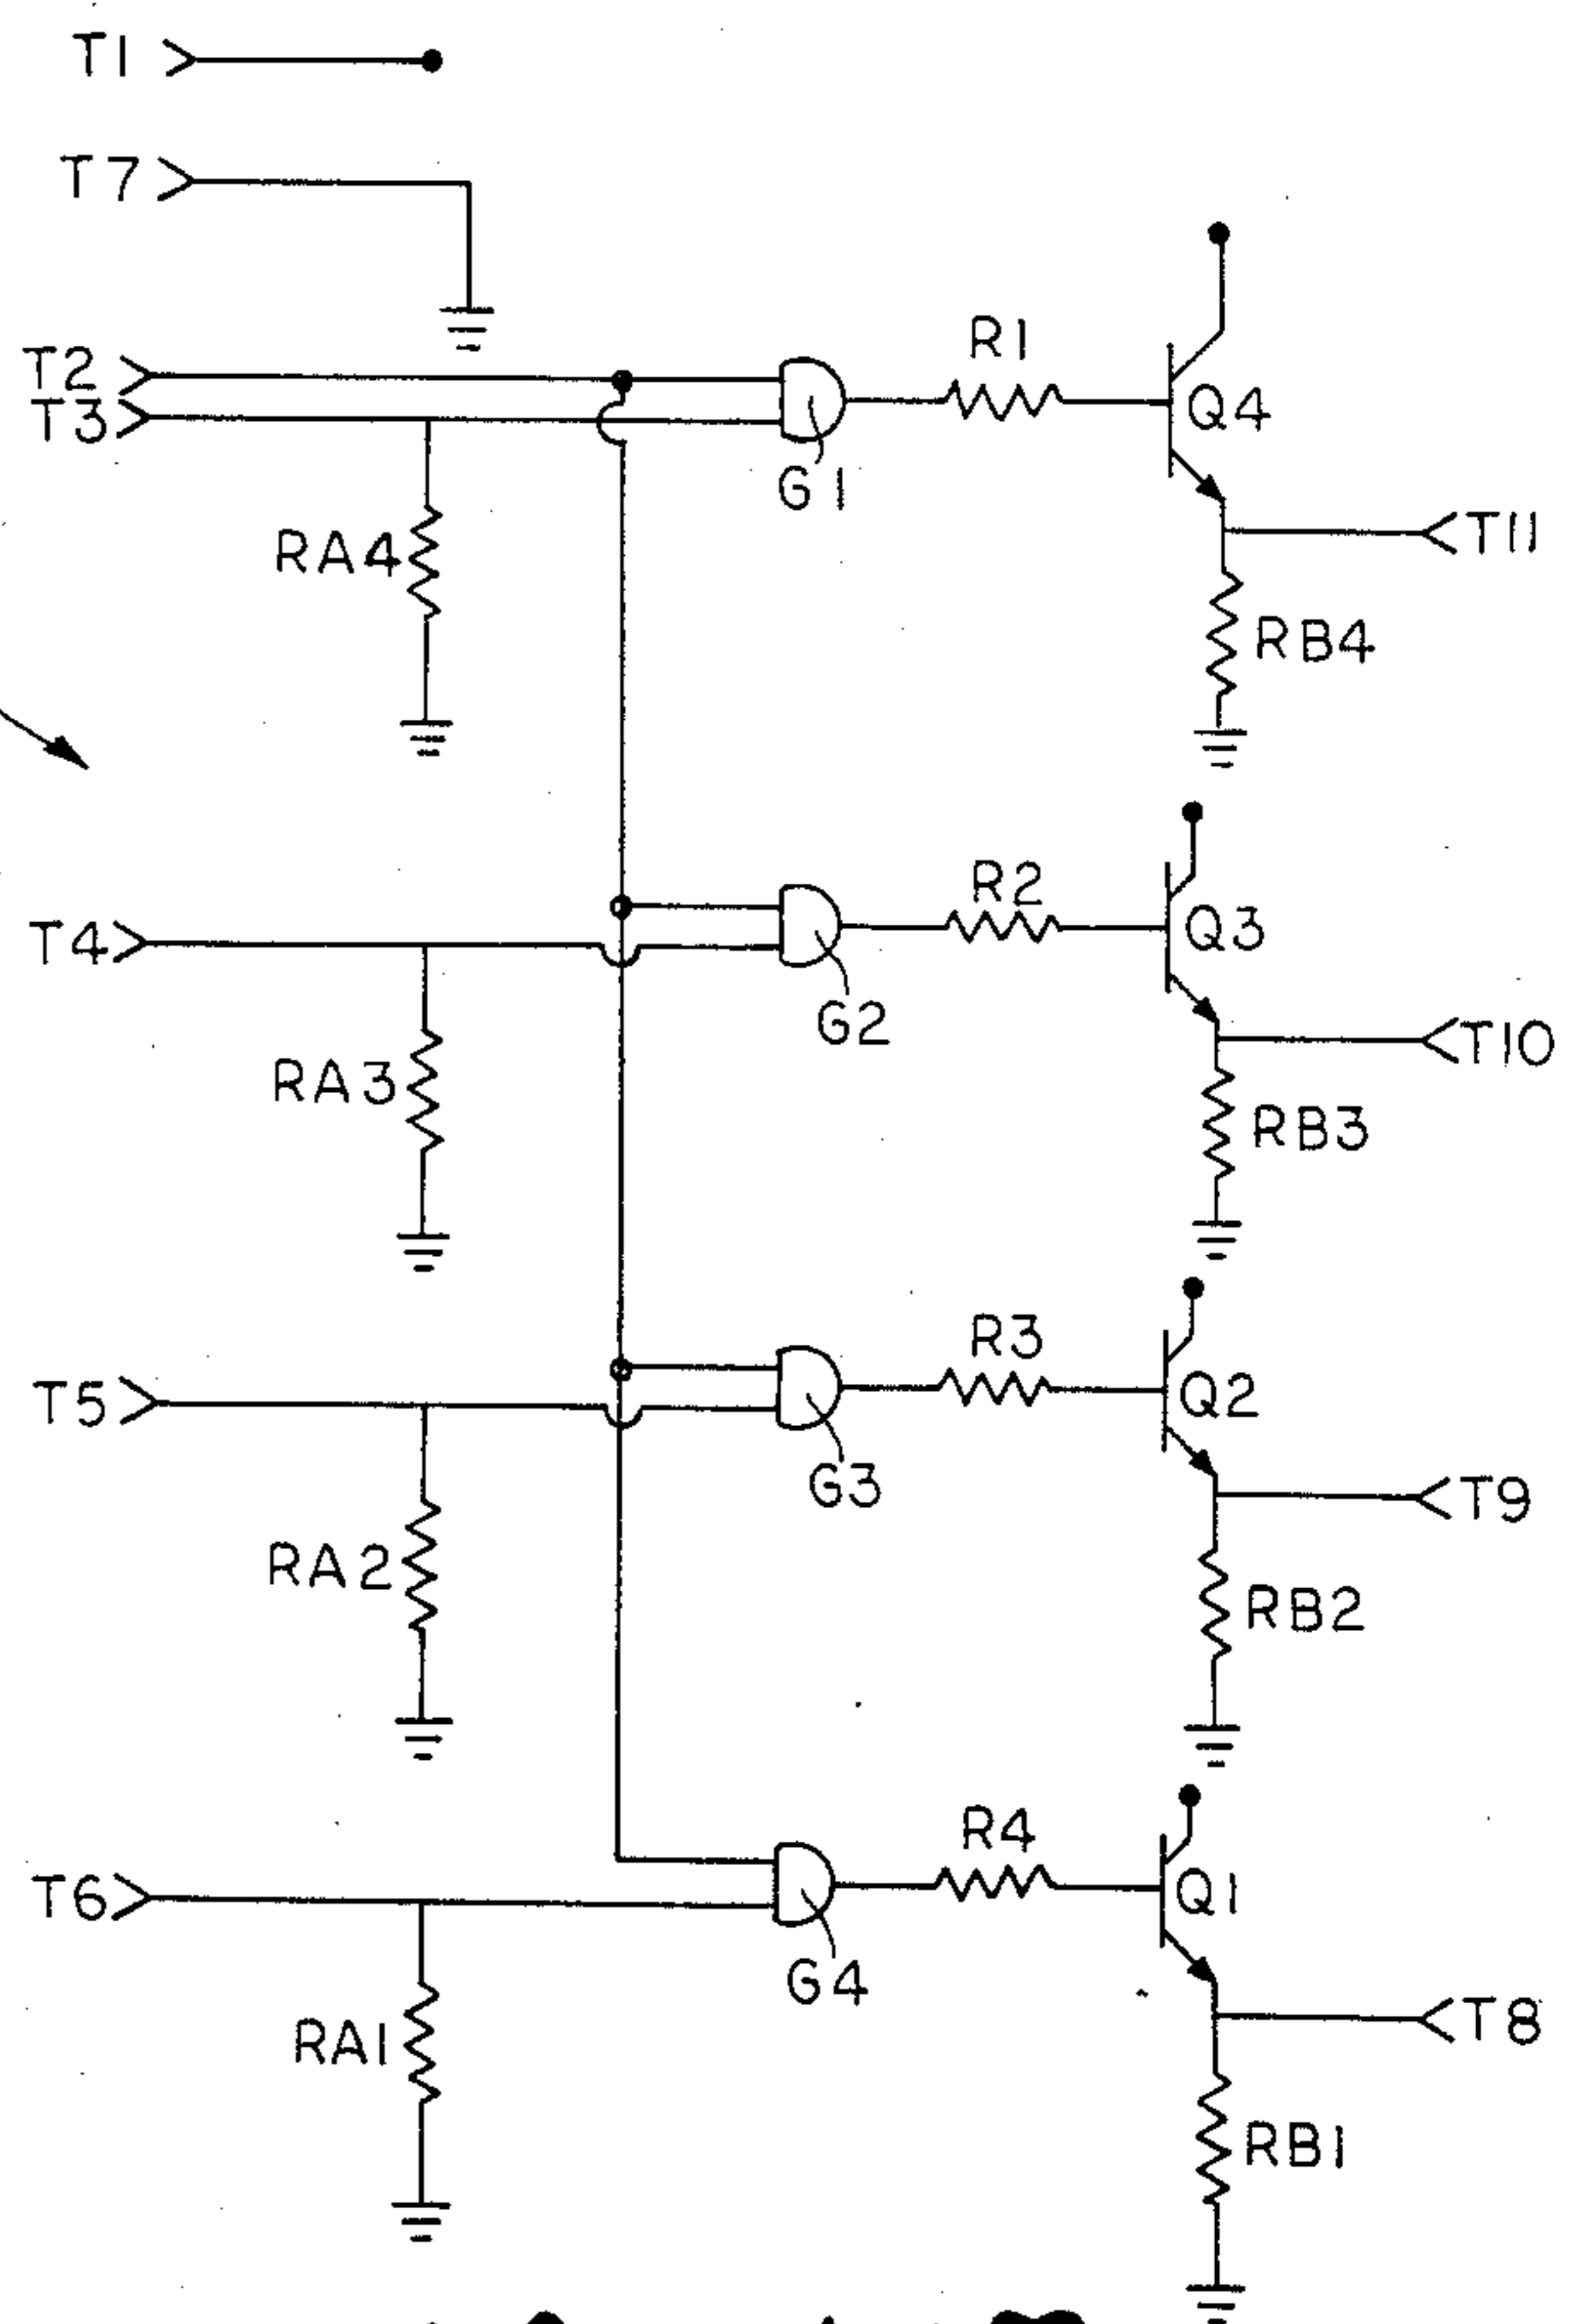 T1
T7
T2
R1
T3
Q4
G1
T11
RA4
RB4
R2
T4
Q3
G2
T10
RA3
RB3
R3
T5
Q2
G3
T9
RA2
RB2
R4
T6
Q1
G4
T8
RA1
RB1